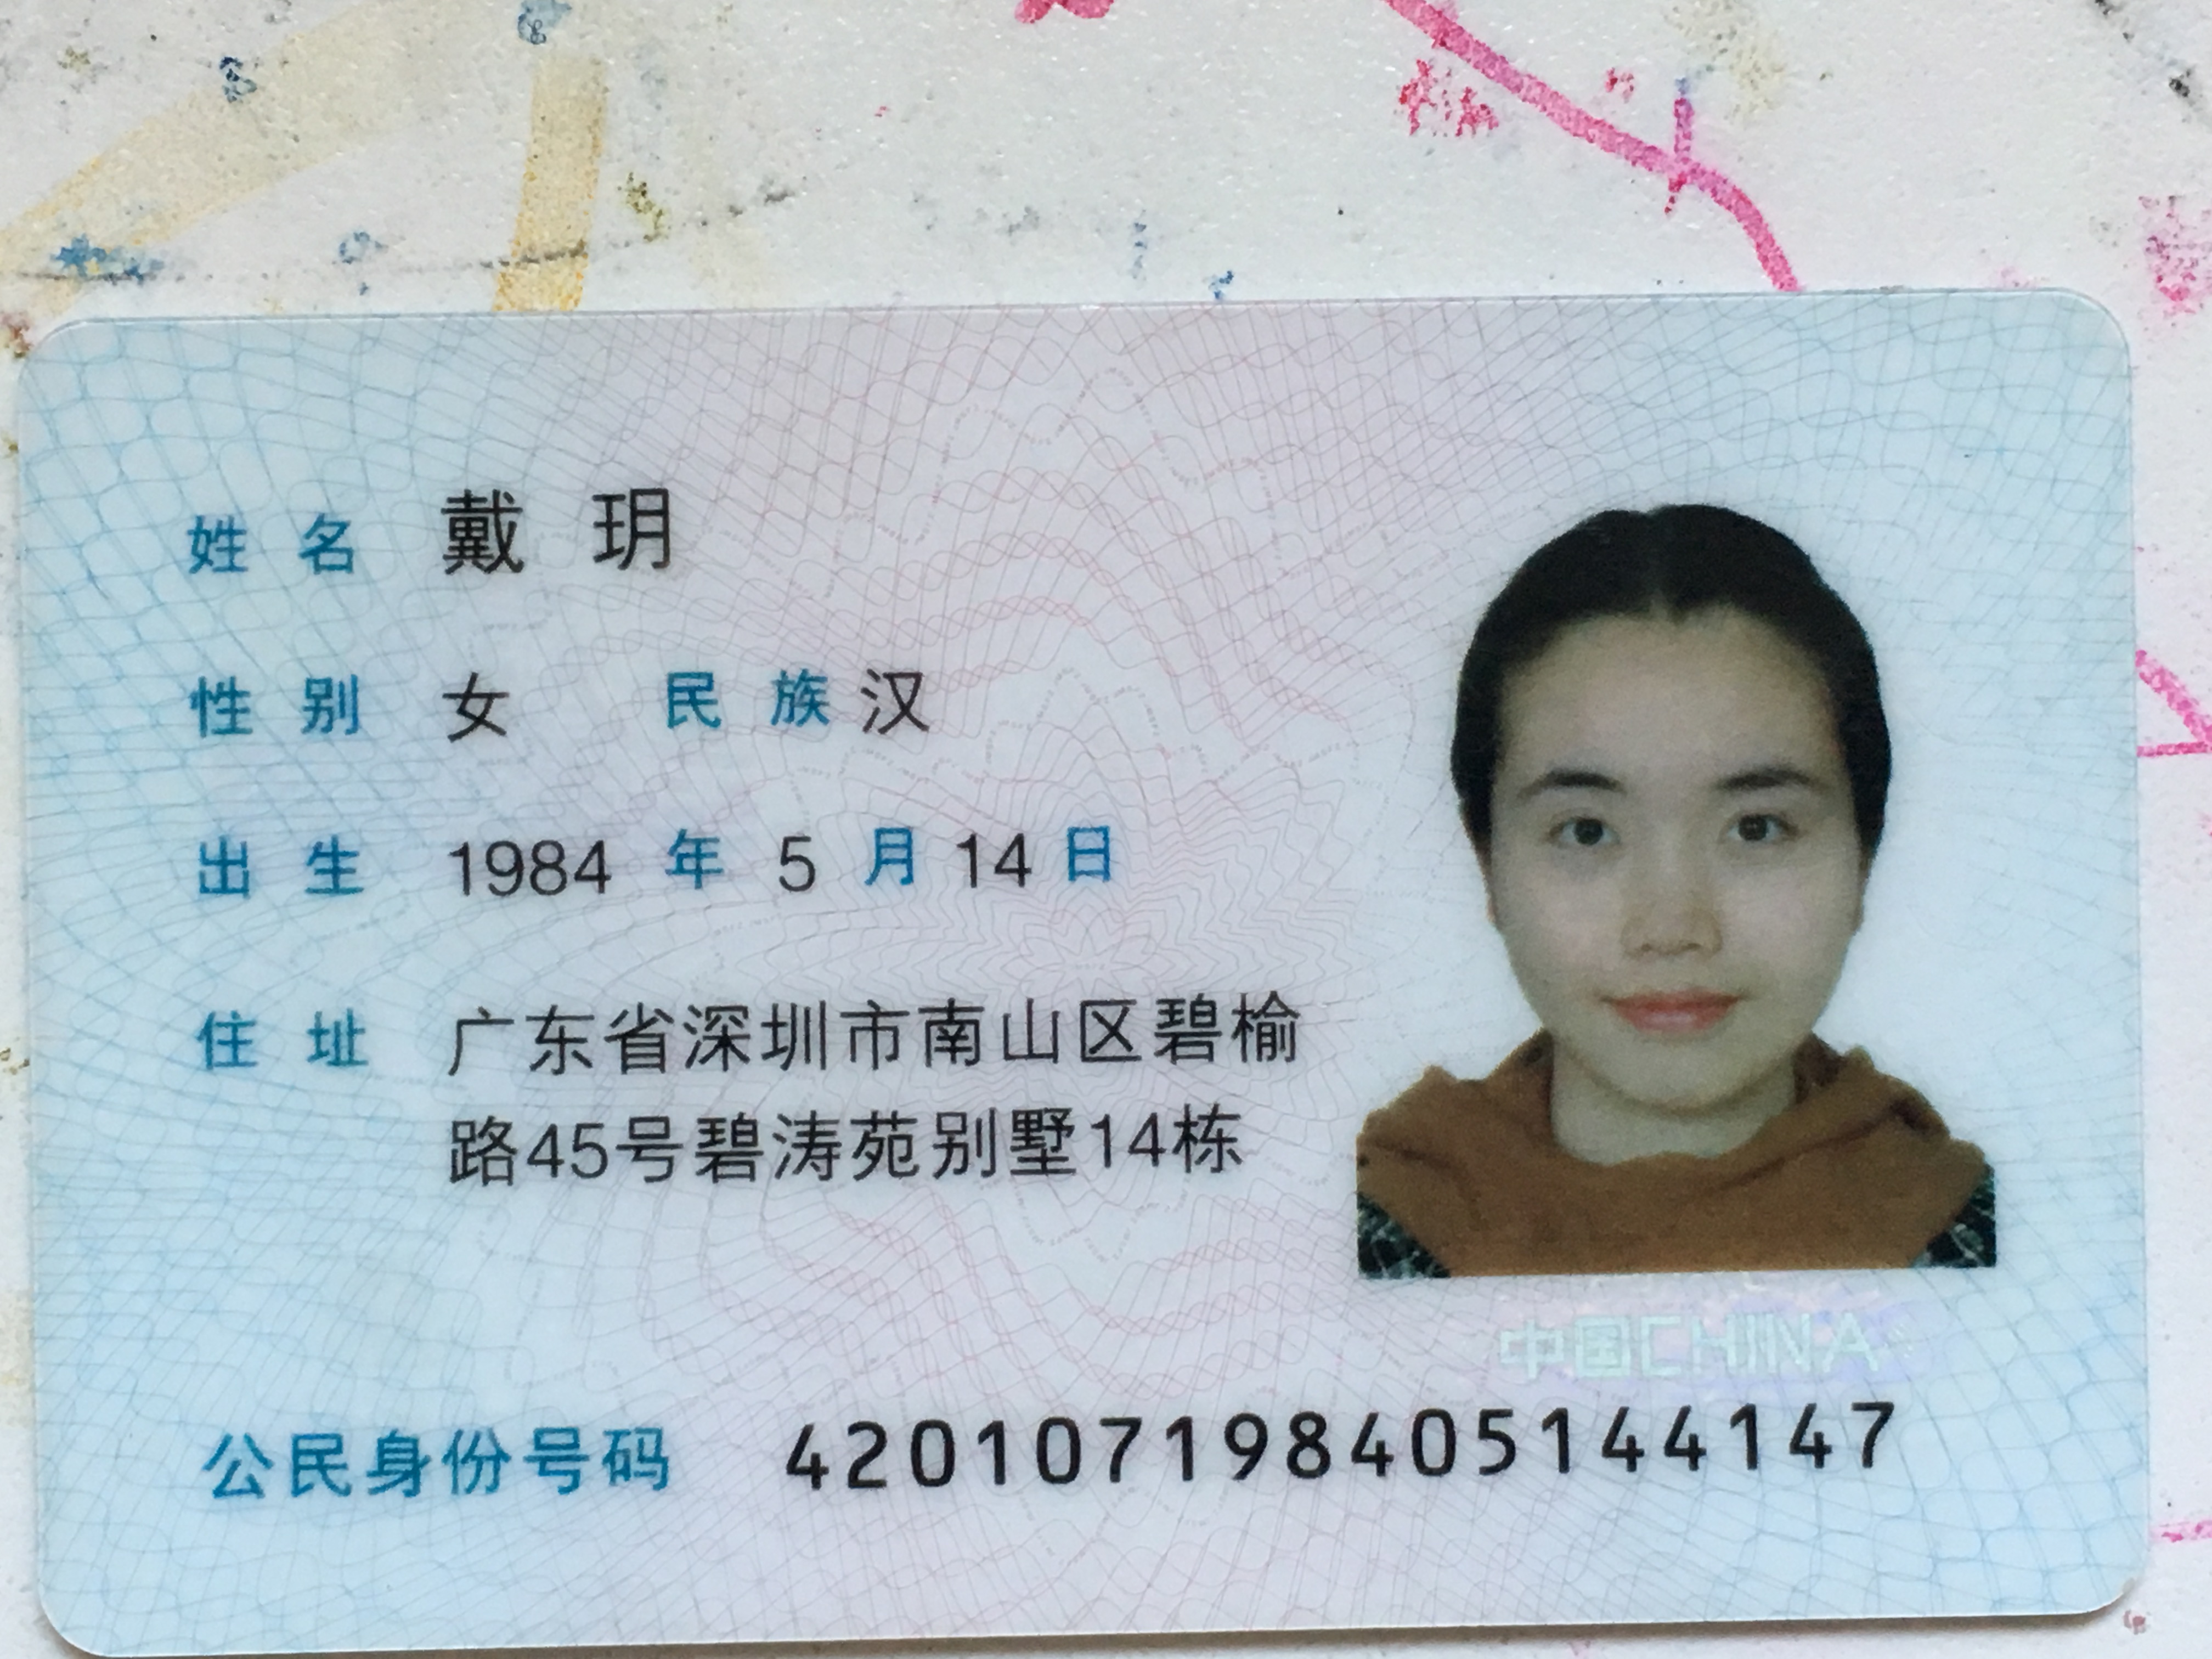 姓名 戴玥
性别 女 民族 汉
出生 1984 年 5 月 14 日
住址 广东省深圳市南山区碧榆
路45号碧涛苑别墅14栋
中国CHINA
公民身份号码 420107198405144147